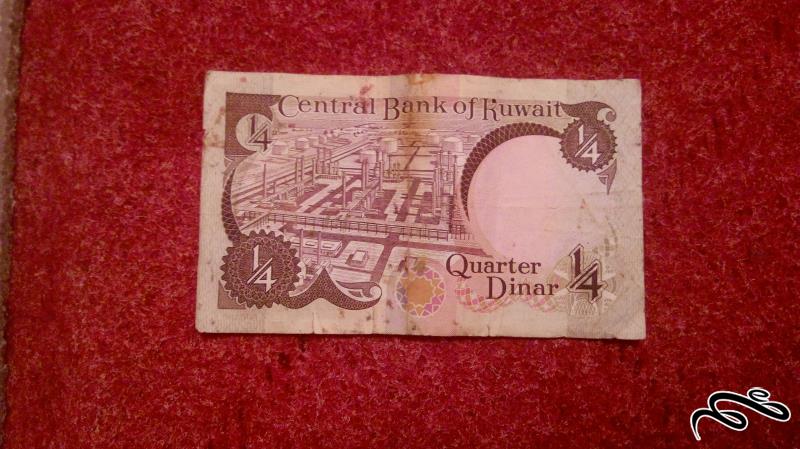 Central Bank of Kuwait
1/4
1/4
1/4
Quarter
Dinar
1/4